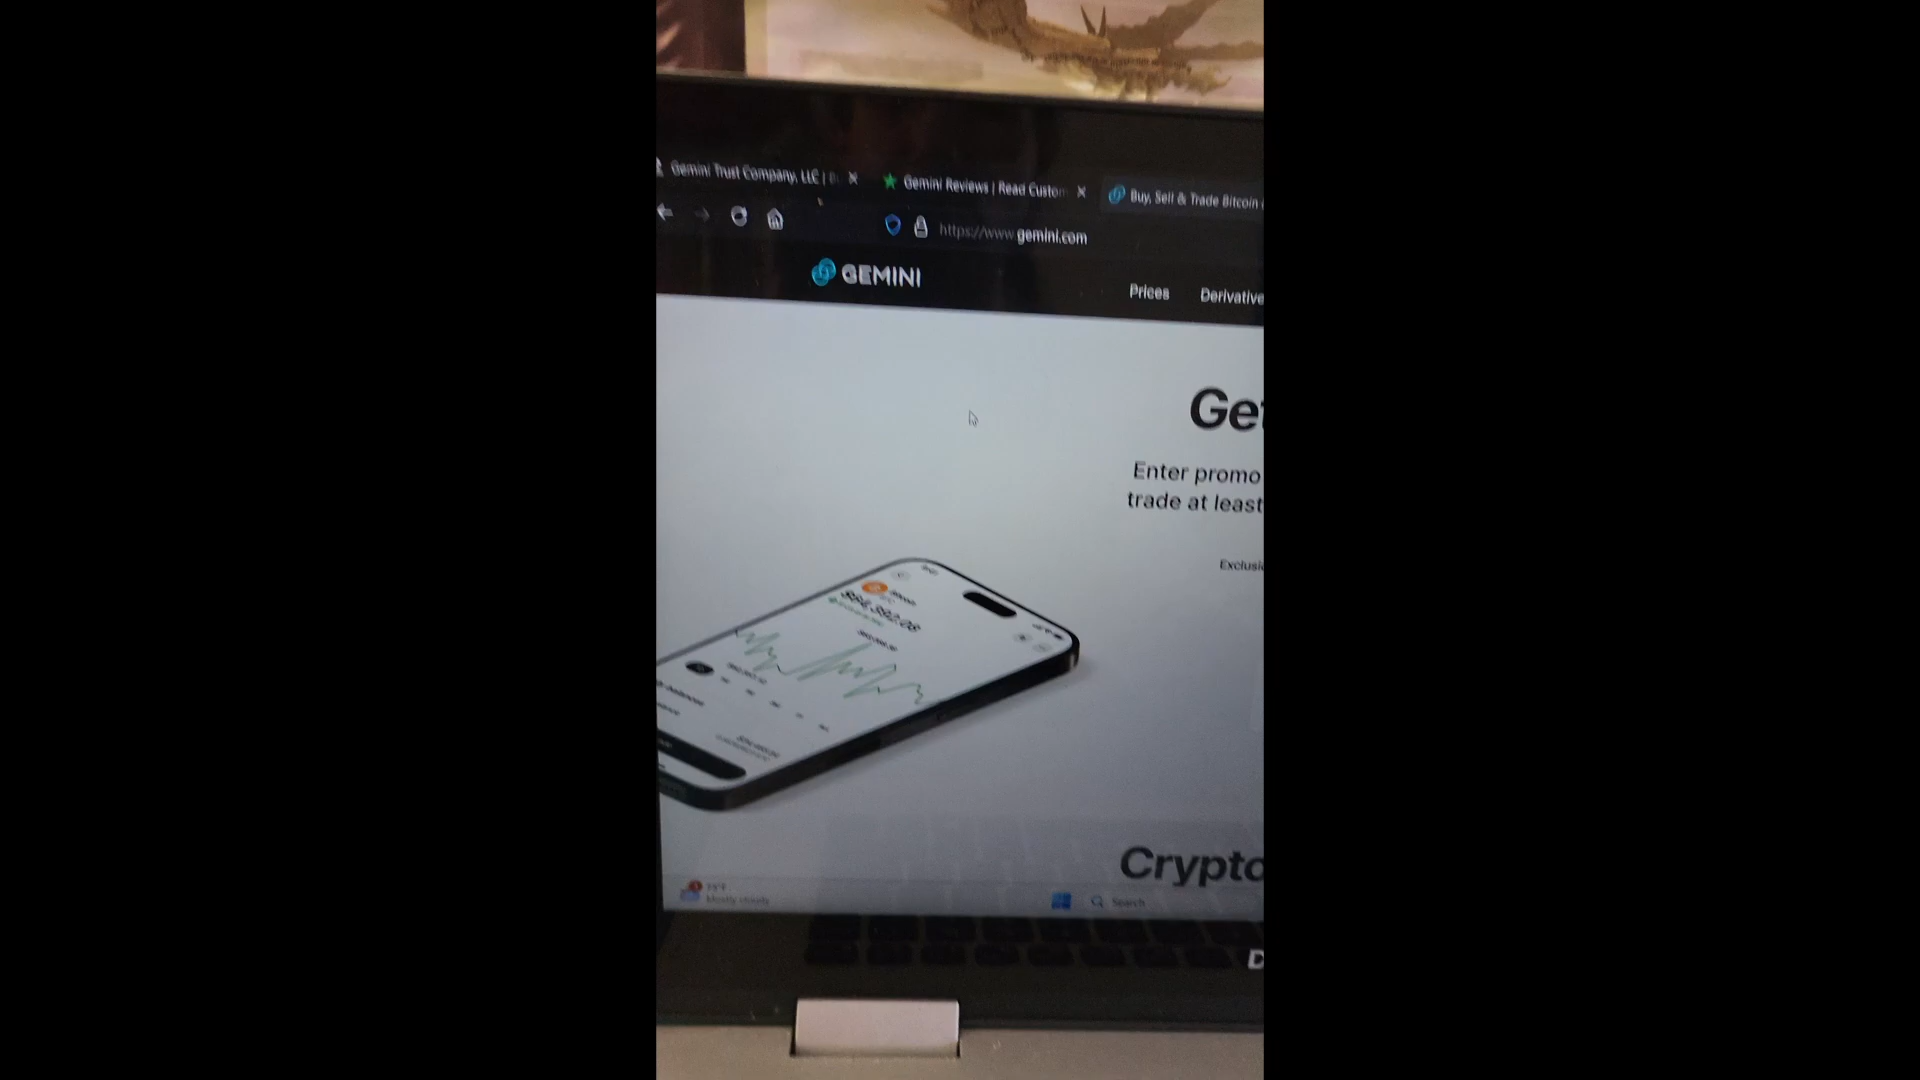 Gemini Trust Company, LLC |
Gemini Reviews | Read Custom
Buy, Sell & Trade Bitcoin
https://www.gemini.com
GEMINI
Prices
Derivative
Get
Enter promo
trade at least
Exclusi
Bitcoin
Crypto
Mostly cloudy
Search
D